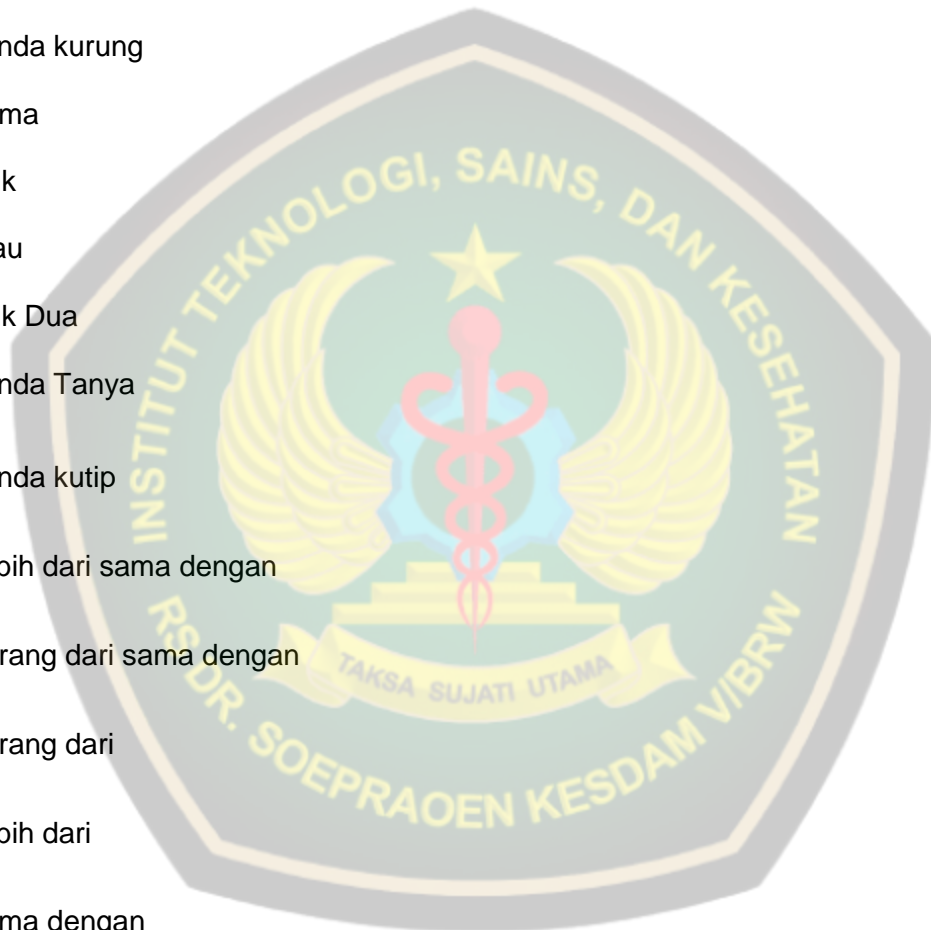 nda kurung
ma
k
au
k Dua
nda Tanya
nda kutip
bih dari sama dengan
rang dari sama dengan
rang dari
bih dari
ma dengan
INSTITUT TEKNOLOGI, SAINS, DAN KESEHATAN
TAKSA SUJATI UTAMA
RS DR. SOEPRAOEN KESDAM V/BRW